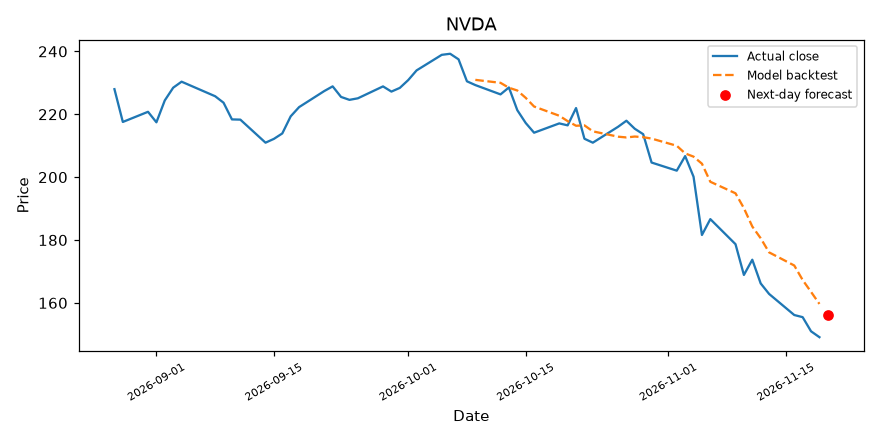 NVDA
Actual close
Model backtest
Next-day forecast
Price
240
220
200
180
160
2026-09-01
2026-09-15
2026-10-01
2026-10-15
2026-11-01
2026-11-15
Date